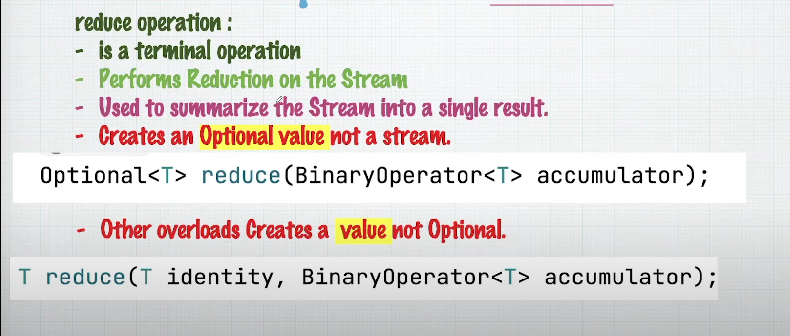 reduce operation :
- is a terminal operation
- Performs Reduction on the Stream
- Used to summarize the Stream into a single result.
- Creates an Optional value not a stream.
Optional<T> reduce(BinaryOperator<T> accumulator);
- Other overloads Creates a value not Optional.
T reduce(T identity, BinaryOperator<T> accumulator);